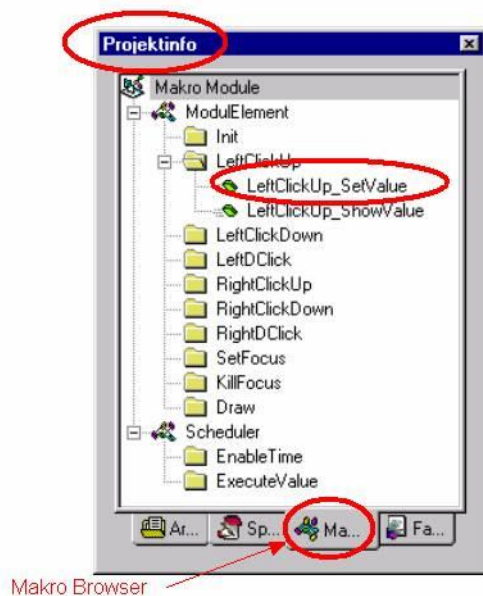 Projektinfo
Makro Module
ModulElement
Init
LeftClickUp
LeftClickUp_SetValue
LeftClickUp_ShowValue
LeftClickDown
LeftDClick
RightClickUp
RightClickDown
RightDClick
SetFocus
KillFocus
Draw
Scheduler
EnableTime
ExecuteValue
Ar... Sp... Ma... Fa...
Makro Browser